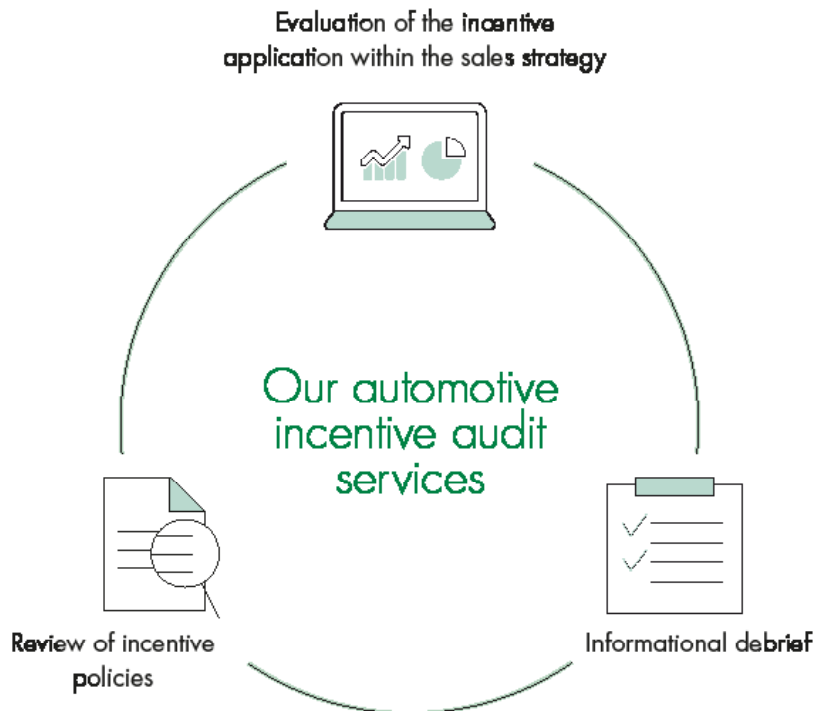 Evaluation of the incentive
application within the sales strategy
Our automotive
incentive audit
services
Review of incentive
policies
Informational debrief